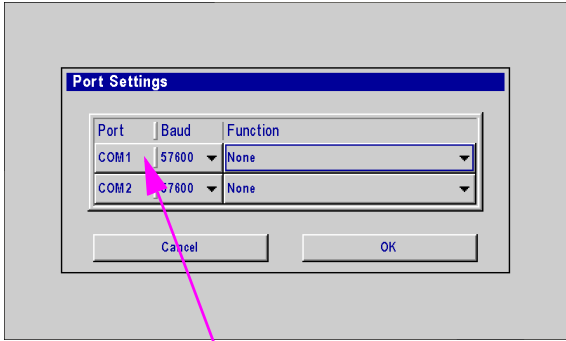 Port Settings
Port Baud Function
COM1 57600 None
COM2 57600 None
Cancel OK